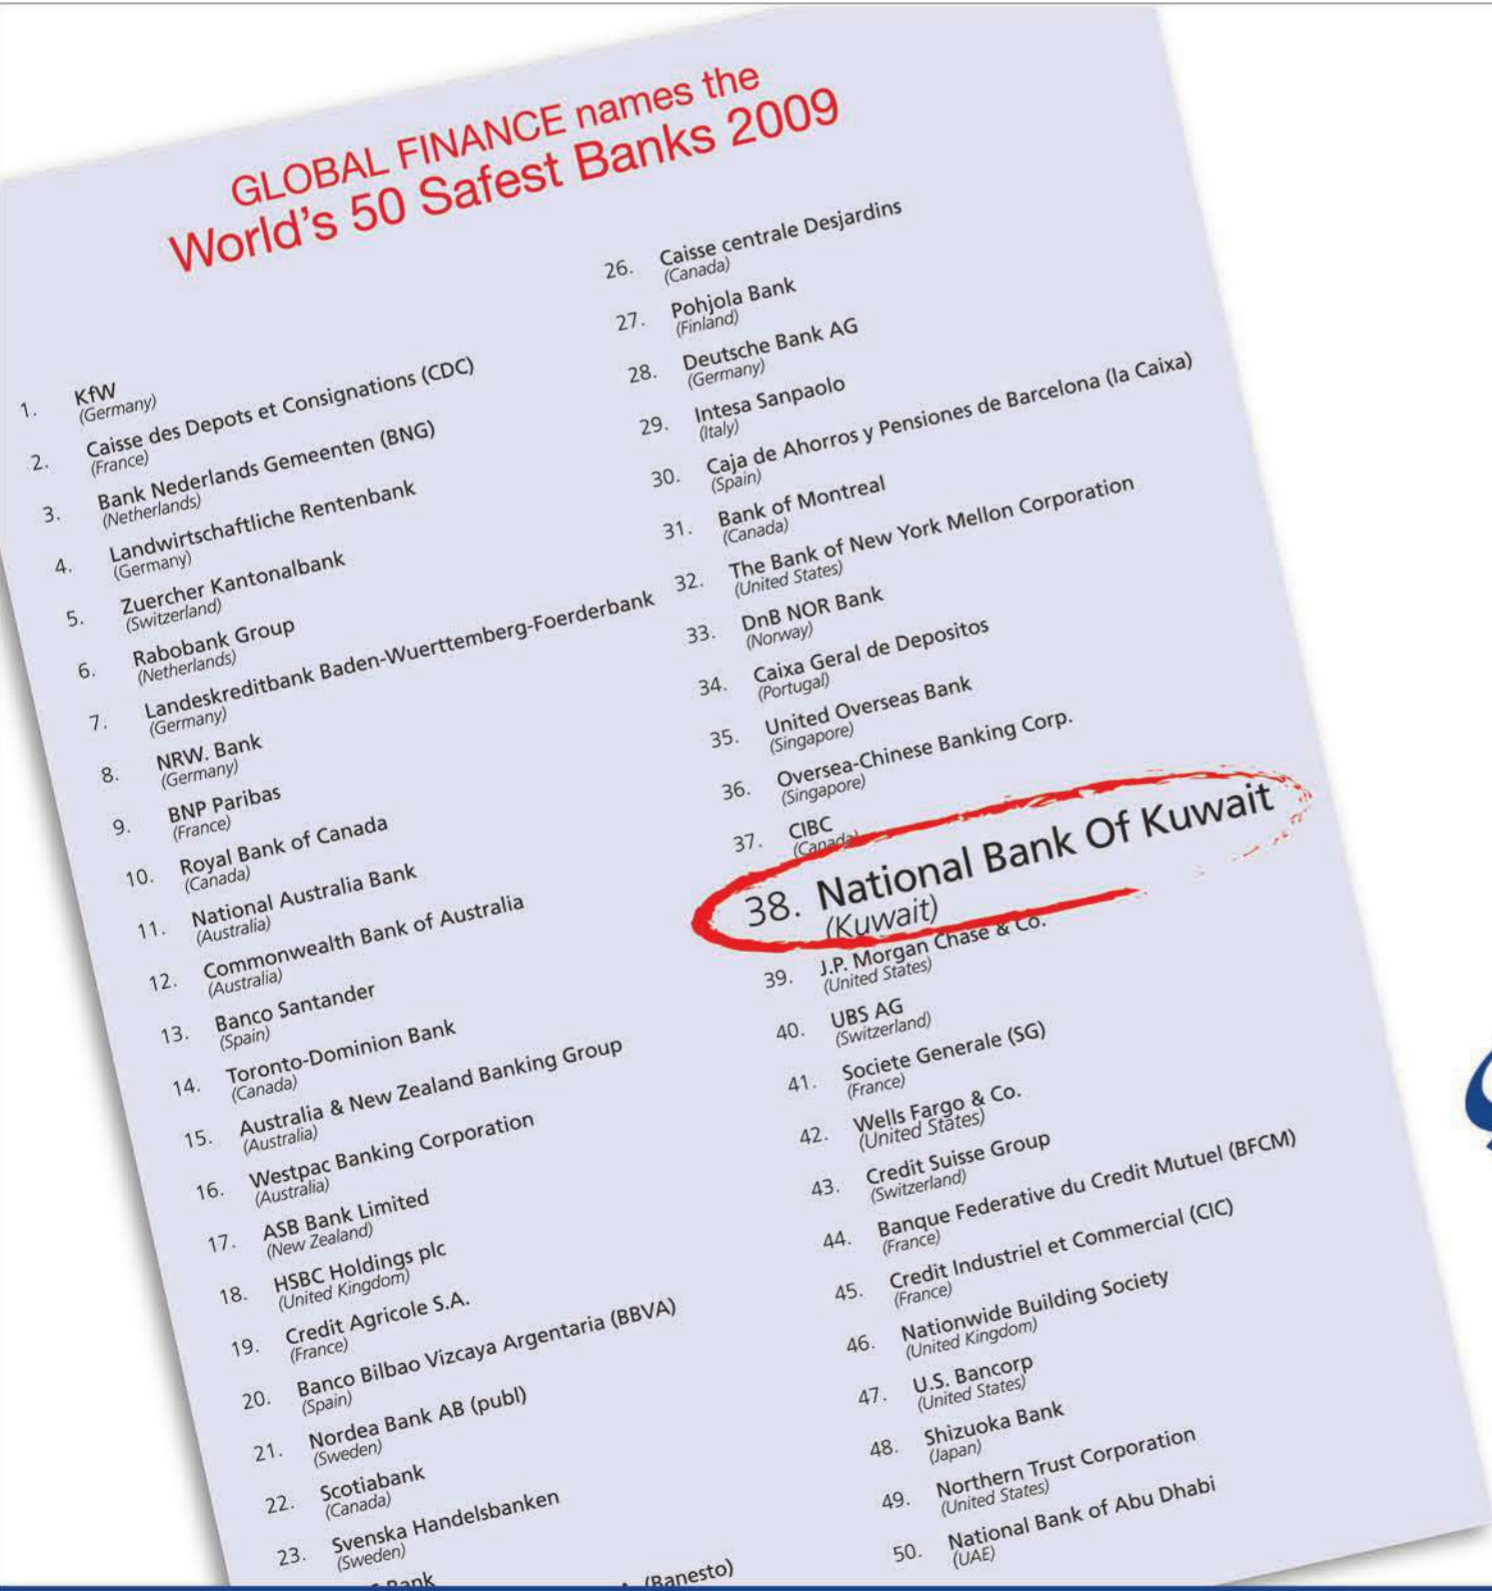 GLOBAL FINANCE names the
World's 50 Safest Banks 2009
1. KfW
(Germany)
2. Caisse des Depots et Consignations (CDC)
(France)
3. Bank Nederlands Gemeenten (BNG)
(Netherlands)
4. Landwirtschaftliche Rentenbank
(Germany)
5. Zuercher Kantonalbank
(Switzerland)
6. Rabobank Group
(Netherlands)
7. Landeskreditbank Baden-Wuerttemberg-Foerderbank
(Germany)
8. NRW. Bank
(Germany)
9. BNP Paribas
(France)
10. Royal Bank of Canada
(Canada)
11. National Australia Bank
(Australia)
12. Commonwealth Bank of Australia
(Australia)
13. Banco Santander
(Spain)
14. Toronto-Dominion Bank
(Canada)
15. Australia & New Zealand Banking Group
(Australia)
16. Westpac Banking Corporation
(Australia)
17. ASB Bank Limited
(New Zealand)
18. HSBC Holdings plc
(United Kingdom)
19. Credit Agricole S.A.
(France)
20. Banco Bilbao Vizcaya Argentaria (BBVA)
(Spain)
21. Nordea Bank AB (publ)
(Sweden)
22. Scotiabank
(Canada)
23. Svenska Handelsbanken
(Sweden)
Bank
(Banesto)
26. Caisse centrale Desjardins
(Canada)
27. Pohjola Bank
(Finland)
28. Deutsche Bank AG
(Germany)
29. Intesa Sanpaolo
(Italy)
30. Caja de Ahorros y Pensiones de Barcelona (la Caixa)
(Spain)
31. Bank of Montreal
(Canada)
32. The Bank of New York Mellon Corporation
(United States)
33. DnB NOR Bank
(Norway)
34. Caixa Geral de Depositos
(Portugal)
35. United Overseas Bank
(Singapore)
36. Oversea-Chinese Banking Corp.
(Singapore)
37. CIBC
(Canada)
38. National Bank Of Kuwait
(Kuwait)
39. J.P. Morgan Chase & Co.
(United States)
40. UBS AG
(Switzerland)
41. Societe Generale (SG)
(France)
42. Wells Fargo & Co.
(United States)
43. Credit Suisse Group
(Switzerland)
44. Banque Federative du Credit Mutuel (BFCM)
(France)
45. Credit Industriel et Commercial (CIC)
(France)
46. Nationwide Building Society
(United Kingdom)
47. U.S. Bancorp
(United States)
48. Shizuoka Bank
(Japan)
49. Northern Trust Corporation
(United States)
50. National Bank of Abu Dhabi
(UAE)